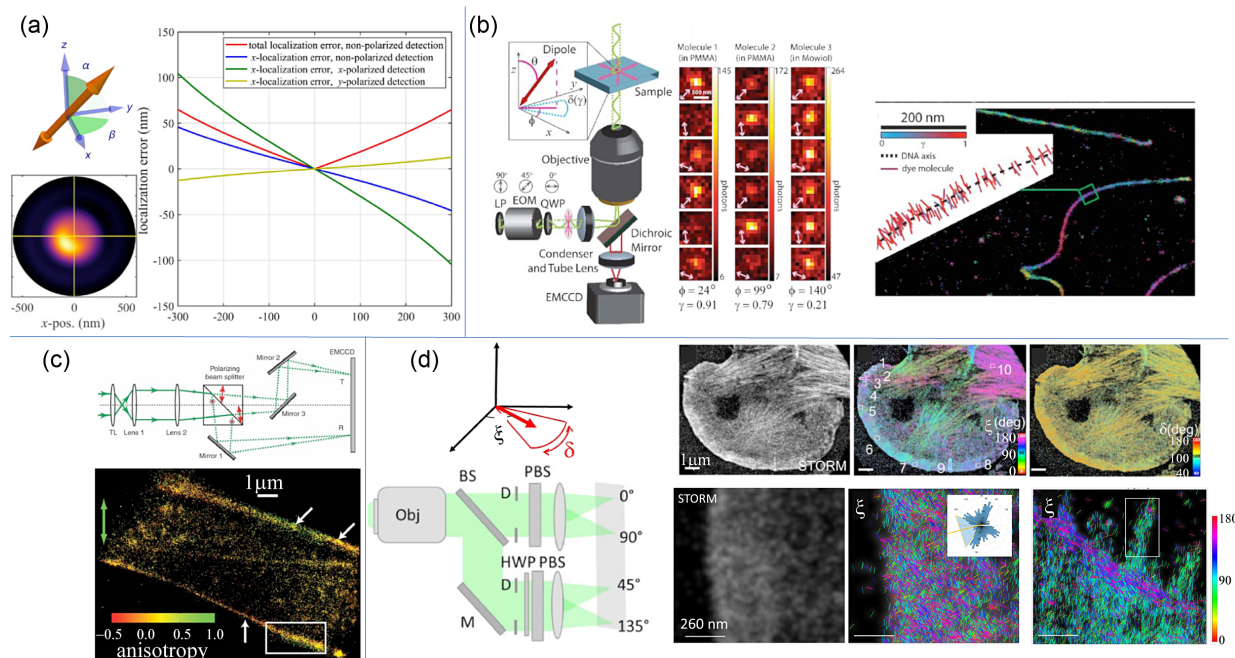 (a)
z
α
y
β
x
-600
0
600
x-pos. (nm)
localization error (nm)
150
100
50
0
-50
-100
-150
-300
-200
-100
0
100
200
300
total localization error, non-polarized detection
x-localization error, non-polarized detection
x-localization error, x-polarized detection
x-localization error, y-polarized detection
(b)
Dipole
z
θ
y
δ(γ)
ϕ
x
Sample
Objective
90°
45°
0°
LP
EOM
QWP
Dichroic
Mirror
Condenser
and Tube Lens
EMCCD
Molecule 1
(in PMMA)
Molecule 2
(in PMMA)
Molecule 3
(in Mowiol)
145
172
264
500 nm
photons
photons
photons
6
7
47
ϕ = 24°
γ = 0.91
ϕ = 99°
γ = 0.79
ϕ = 140°
γ = 0.21
200 nm
0
γ
1
DNA axis
dye molecule
(c)
Mirror 2
EMCCD
Polarizing
beam splitter
T
Mirror 3
TL
Lens 1
Lens 2
R
Mirror 1
1μm
−0.5
0.0
0.5
1.0
anisotropy
(d)
ξ
δ
BS
PBS
D
0°
Obj
90°
HWP
PBS
45°
D
M
135°
1μm
STORM
1
2
3
4
5
6
7
8
9
10
ξ (deg)
180
90
0
δ(deg)
180
100
40
STORM
260 nm
ξ
ξ
180
90
0